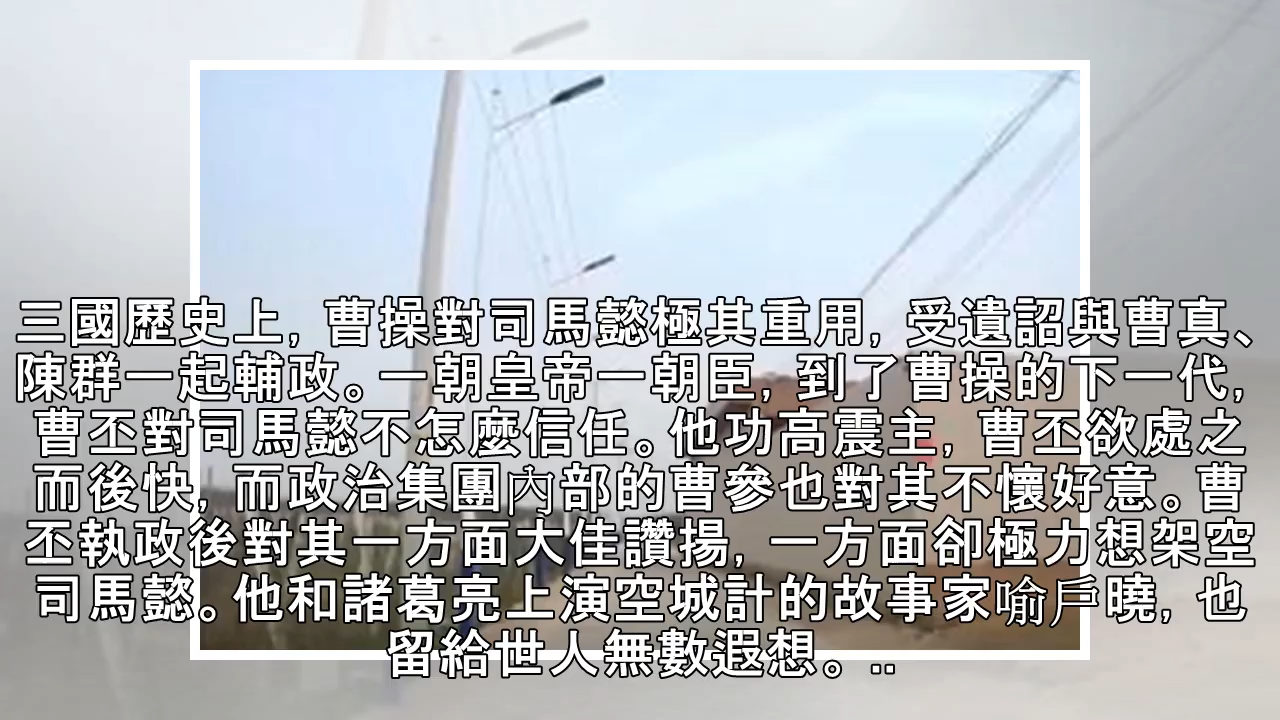 三國歷史上, 曹操對司馬懿極其重用, 受遺詔與曹真、
陳群一起輔政。一朝皇帝一朝臣, 到了曹操的下一代,
曹丕對司馬懿不怎麼信任。他功高震主, 曹丕欲處之
而後快, 而政治集團內部的曹參也對其不懷好意。曹
丕執政後對其一方面大佳讚揚, 一方面卻極力想架空
司馬懿。他和諸葛亮上演空城計的故事家喻戶曉, 也
留給世人無數遐想。 ..